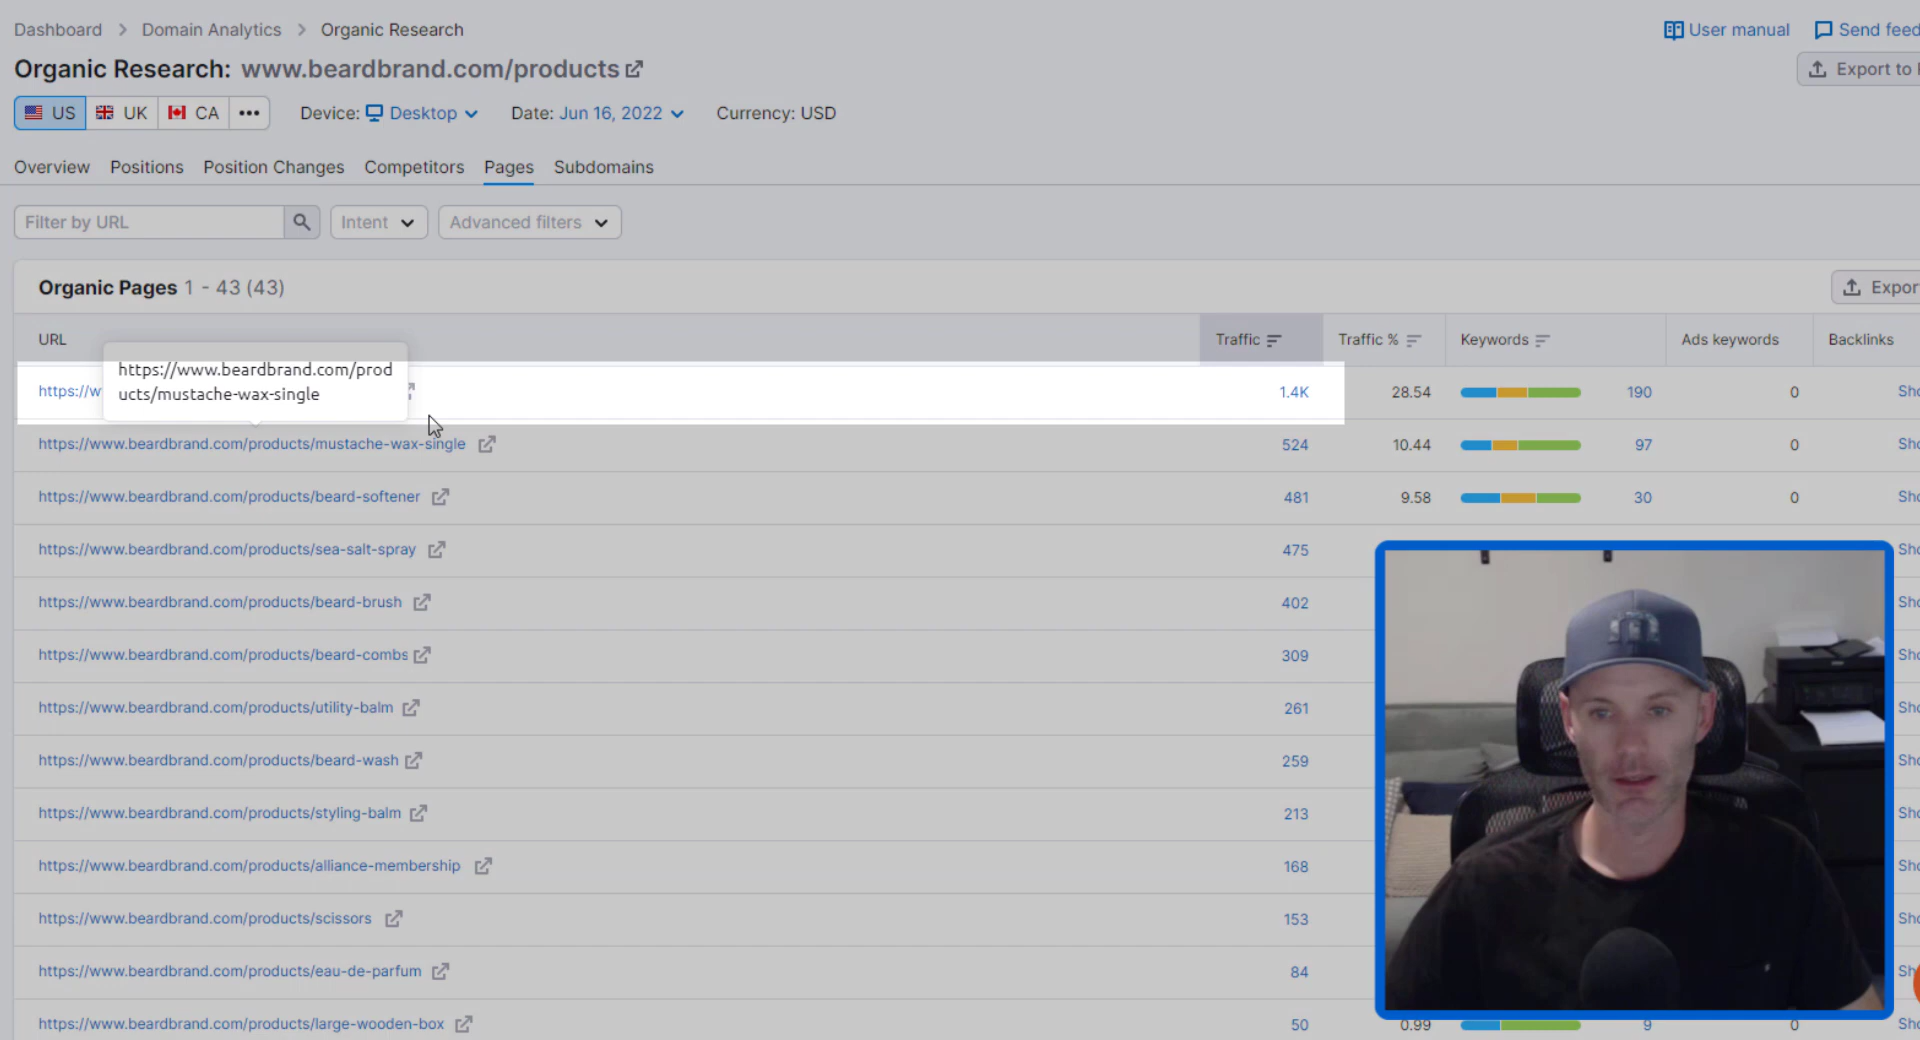 Dashboard > Domain Analytics > Organic Research
User manual
Send feed
Organic Research: www.beardbrand.com/products
Export to
US UK CA ••• Device: Desktop Date: Jun 16, 2022 Currency: USD
Overview Positions Position Changes Competitors Pages Subdomains
Filter by URL Intent Advanced filters
Organic Pages 1 - 43 (43)
Expor
URL Traffic Traffic % Keywords Ads keywords Backlinks
https://www.beardbrand.com/prod
ucts/mustache-wax-single
https://w 1.4K 28.54 190 0 Sho
https://www.beardbrand.com/products/mustache-wax-single 524 10.44 97 0 Sho
https://www.beardbrand.com/products/beard-softener 481 9.58 30 0 Sho
https://www.beardbrand.com/products/sea-salt-spray 475 Sho
https://www.beardbrand.com/products/beard-brush 402 Sho
https://www.beardbrand.com/products/beard-combs 309 Sho
https://www.beardbrand.com/products/utility-balm 261 Sho
https://www.beardbrand.com/products/beard-wash 259 Sho
https://www.beardbrand.com/products/styling-balm 213 Sho
https://www.beardbrand.com/products/alliance-membership 168 Sho
https://www.beardbrand.com/products/scissors 153 Sho
https://www.beardbrand.com/products/eau-de-parfum 84 Sh
https://www.beardbrand.com/products/large-wooden-box 50 0.99 9 0 Sho